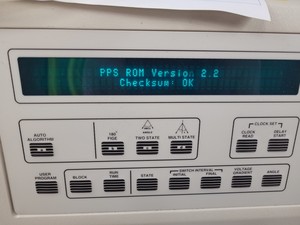 PPS ROM Version 2.2
Checksum: OK
CLOCK SET
AUTO
ALGORITHM
FIGE
TWO STATE
MULTI STATE
CLOCK
READ
DELAY
START
USER
PROGRAM
BLOCK
RUN
TIME
STATE
SWITCH INTERVAL
INITIAL
FINAL
VOLTAGE
GRADIENT
ANGLE